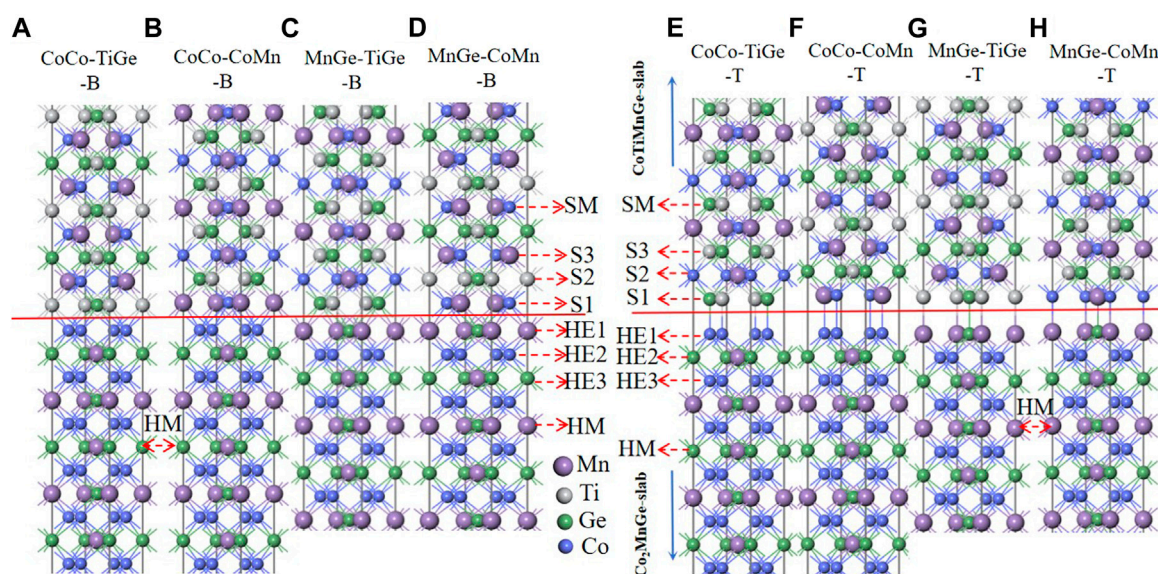 A B C D E F G H
CoCo-TiGe CoCo-CoMn MnGe-TiGe MnGe-CoMn CoCo-TiGe CoCo-CoMn MnGe-TiGe MnGe-CoMn
-B -B -B -B -T -T -T -T
CoTiMnGe-slab
SM SM
S3 S3
S2 S2
S1 S1
HE1 HE1
HE2 HE2
HE3 HE3
HM HM HM
HM
Mn
Ti
Ge
Co
Co₂MnGe-slab